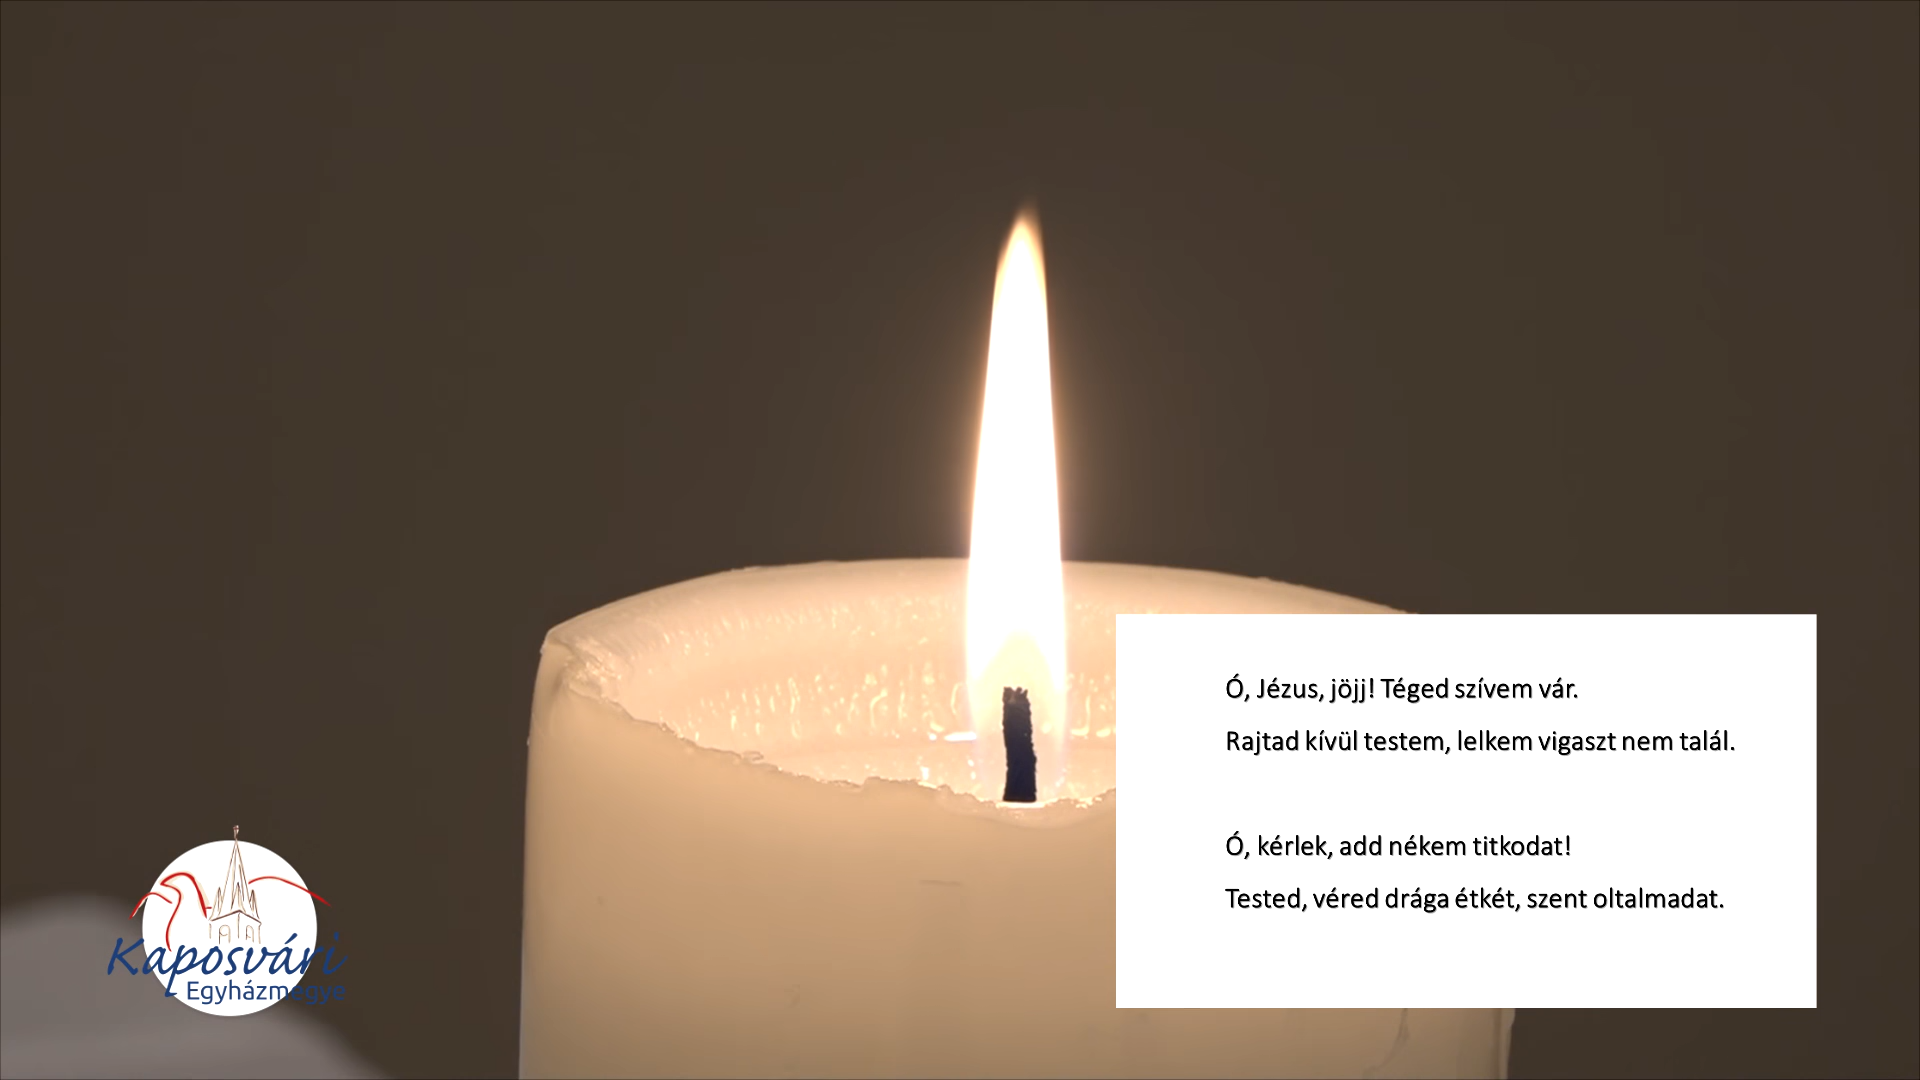 Ó, Jézus, jöjj! Téged szívem vár.
Rajtad kívül testem, lelkem vigaszt nem talál.
Ó, kérlek, add nékem titkodat!
Tested, véred drága étkét, szent oltalmadat.
Kaposvári
Egyházmegye